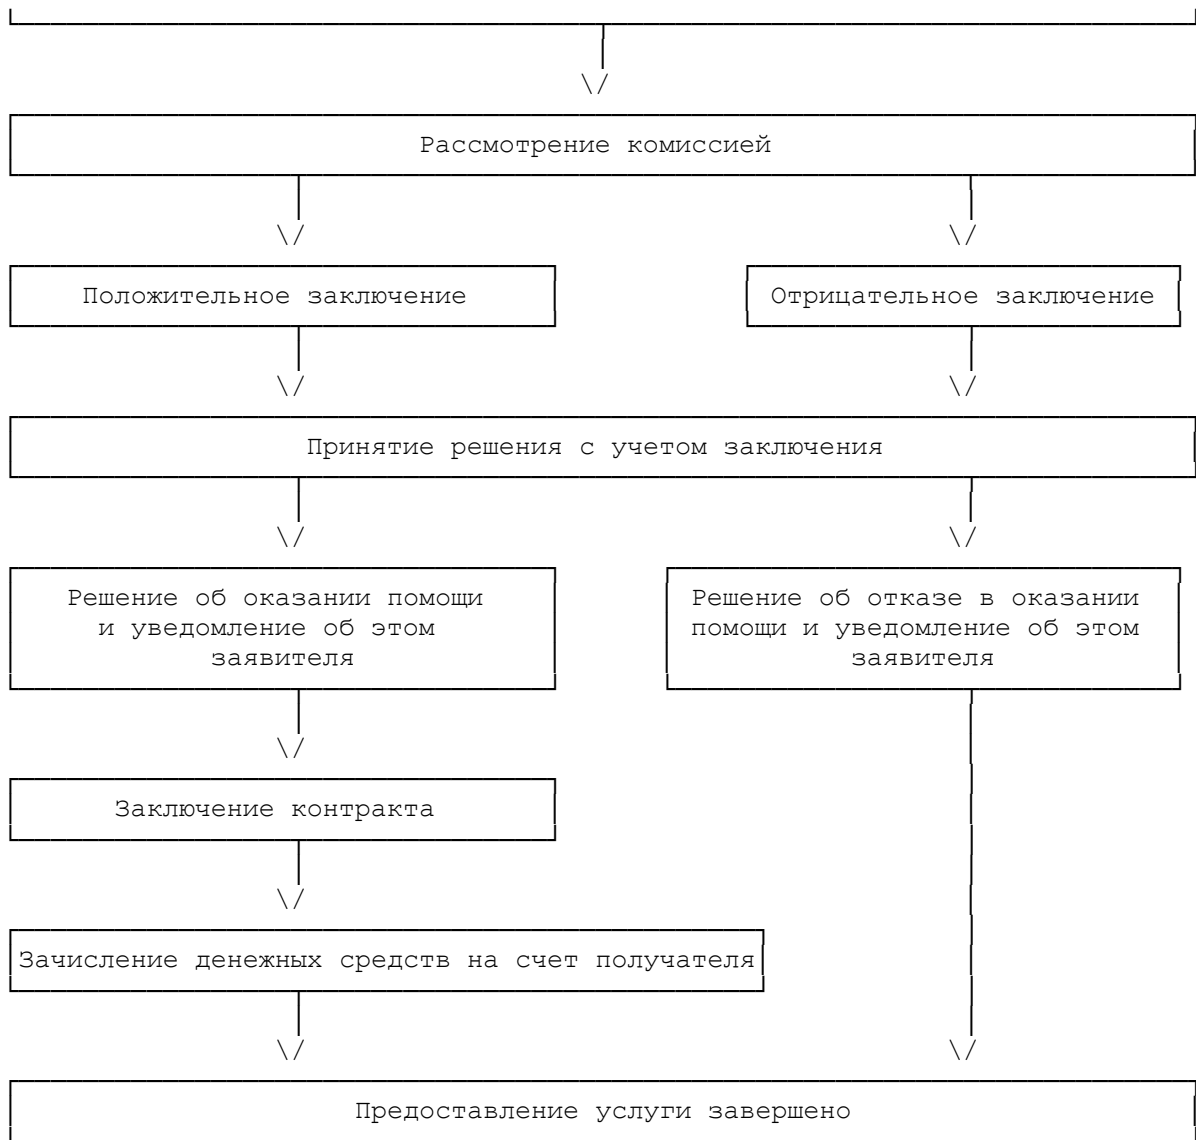 Рассмотрение комиссией
Положительное заключение
Отрицательное заключение
Принятие решения с учетом заключения
Решение об оказании помощи
и уведомление об этом
заявителя
Решение об отказе в оказании
помощи и уведомление об этом
заявителя
Заключение контракта
Зачисление денежных средств на счет получателя
Предоставление услуги завершено